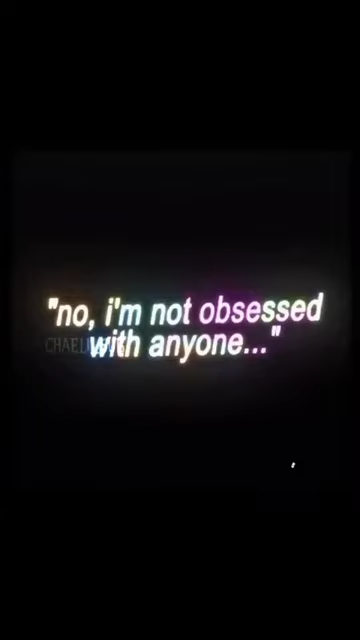 "no, i'm not obsessed
with anyone..."